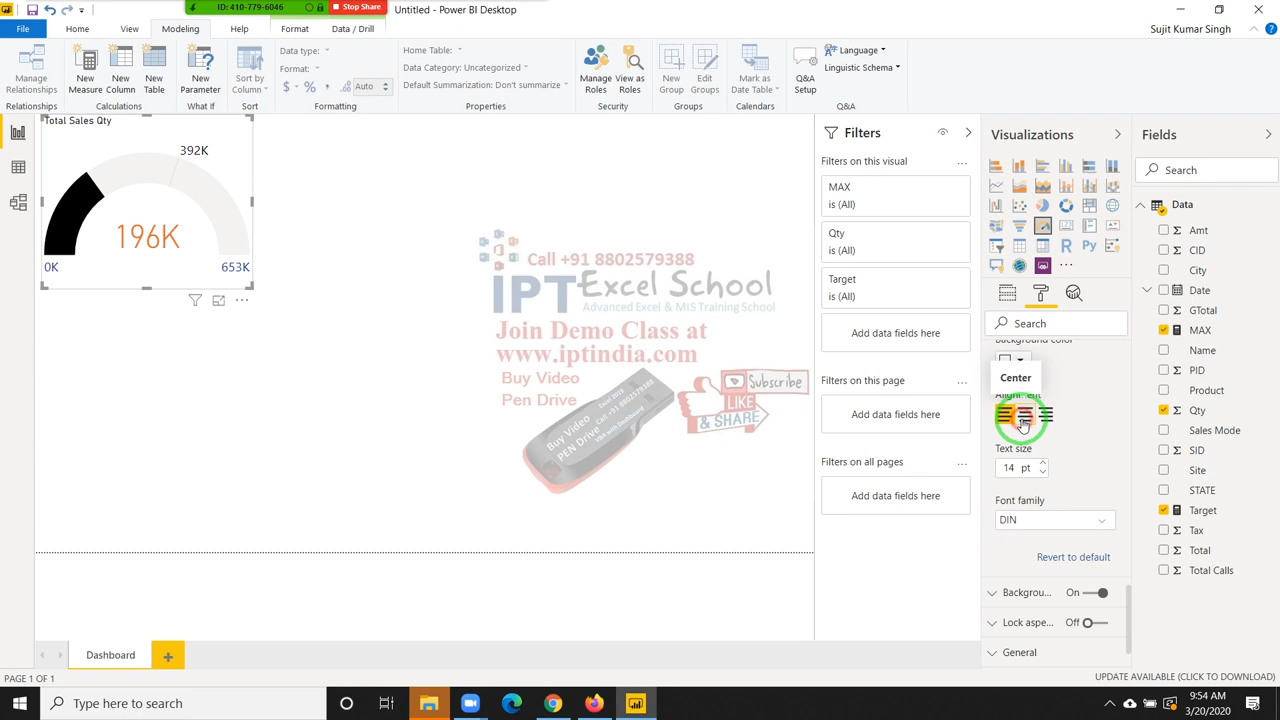 ID: 410-779-6046
Stop Share
Untitled - Power BI Desktop
File
Home
View
Modeling
Help
Format
Data / Drill
Sujit Kumar Singh
Manage Relationships
New Measure
New Column
New Table
New Parameter
Sort by Column
Data type:
Format:
$ % , Auto
Home Table:
Data Category: Uncategorized
Default Summarization: Don't summarize
Manage Roles
View as Roles
New Group
Edit Groups
Mark as Date Table
Q&A Setup
Language
Linguistic Schema
Relationships
Calculations
What If
Sort
Formatting
Properties
Security
Groups
Calendars
Q&A
Total Sales Qty
392K
196K
0K
653K
Call +91 8802579388
IPT Excel School
Advanced Excel & MIS Training School
Join Demo Class at
www.iptindia.com
Buy Video
Pen Drive
Subscribe
LIKE
& SHARE
Buy Video
PEN Drive
Filters
Filters on this visual
MAX
is (All)
Qty
is (All)
Target
is (All)
Add data fields here
Filters on this page
Add data fields here
Filters on all pages
Add data fields here
Visualizations
R
Py
Search
Background color
Center
Text size
14 pt
Font family
DIN
Revert to default
Backgrou... On
Lock aspe... Off
General
Fields
Search
Data
Amt
CID
City
Date
GTotal
MAX
Name
PID
Product
Qty
Sales Mode
SID
Site
STATE
Target
Tax
Total
Total Calls
Dashboard
PAGE 1 OF 1
UPDATE AVAILABLE (CLICK TO DOWNLOAD)
Type here to search
9:54 AM
3/20/2020